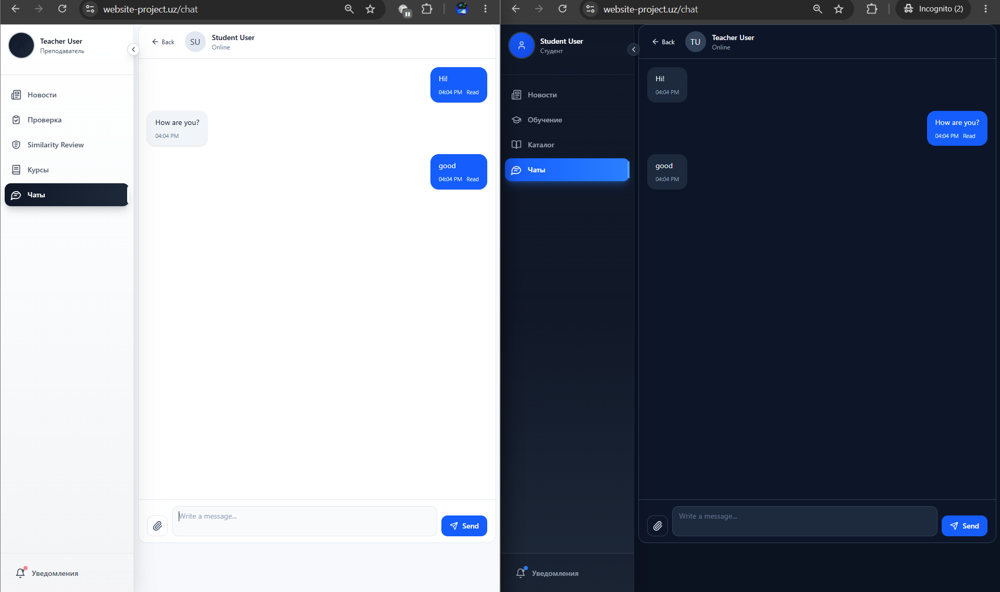 website-project.uz/chat
Teacher User
Преподаватель
Новости
Проверка
Similarity Review
Курсы
Чаты
Уведомления
Back
SU
Student User
Online
Hi!
04:04 PM Read
How are you?
04:04 PM
good
04:04 PM Read
Write a message...
Send
website-project.uz/chat
Incognito (2)
Student User
Студент
Новости
Обучение
Каталог
Чаты
Уведомления
Back
TU
Teacher User
Online
Hi!
04:04 PM
How are you?
04:04 PM Read
good
04:04 PM
Write a message...
Send